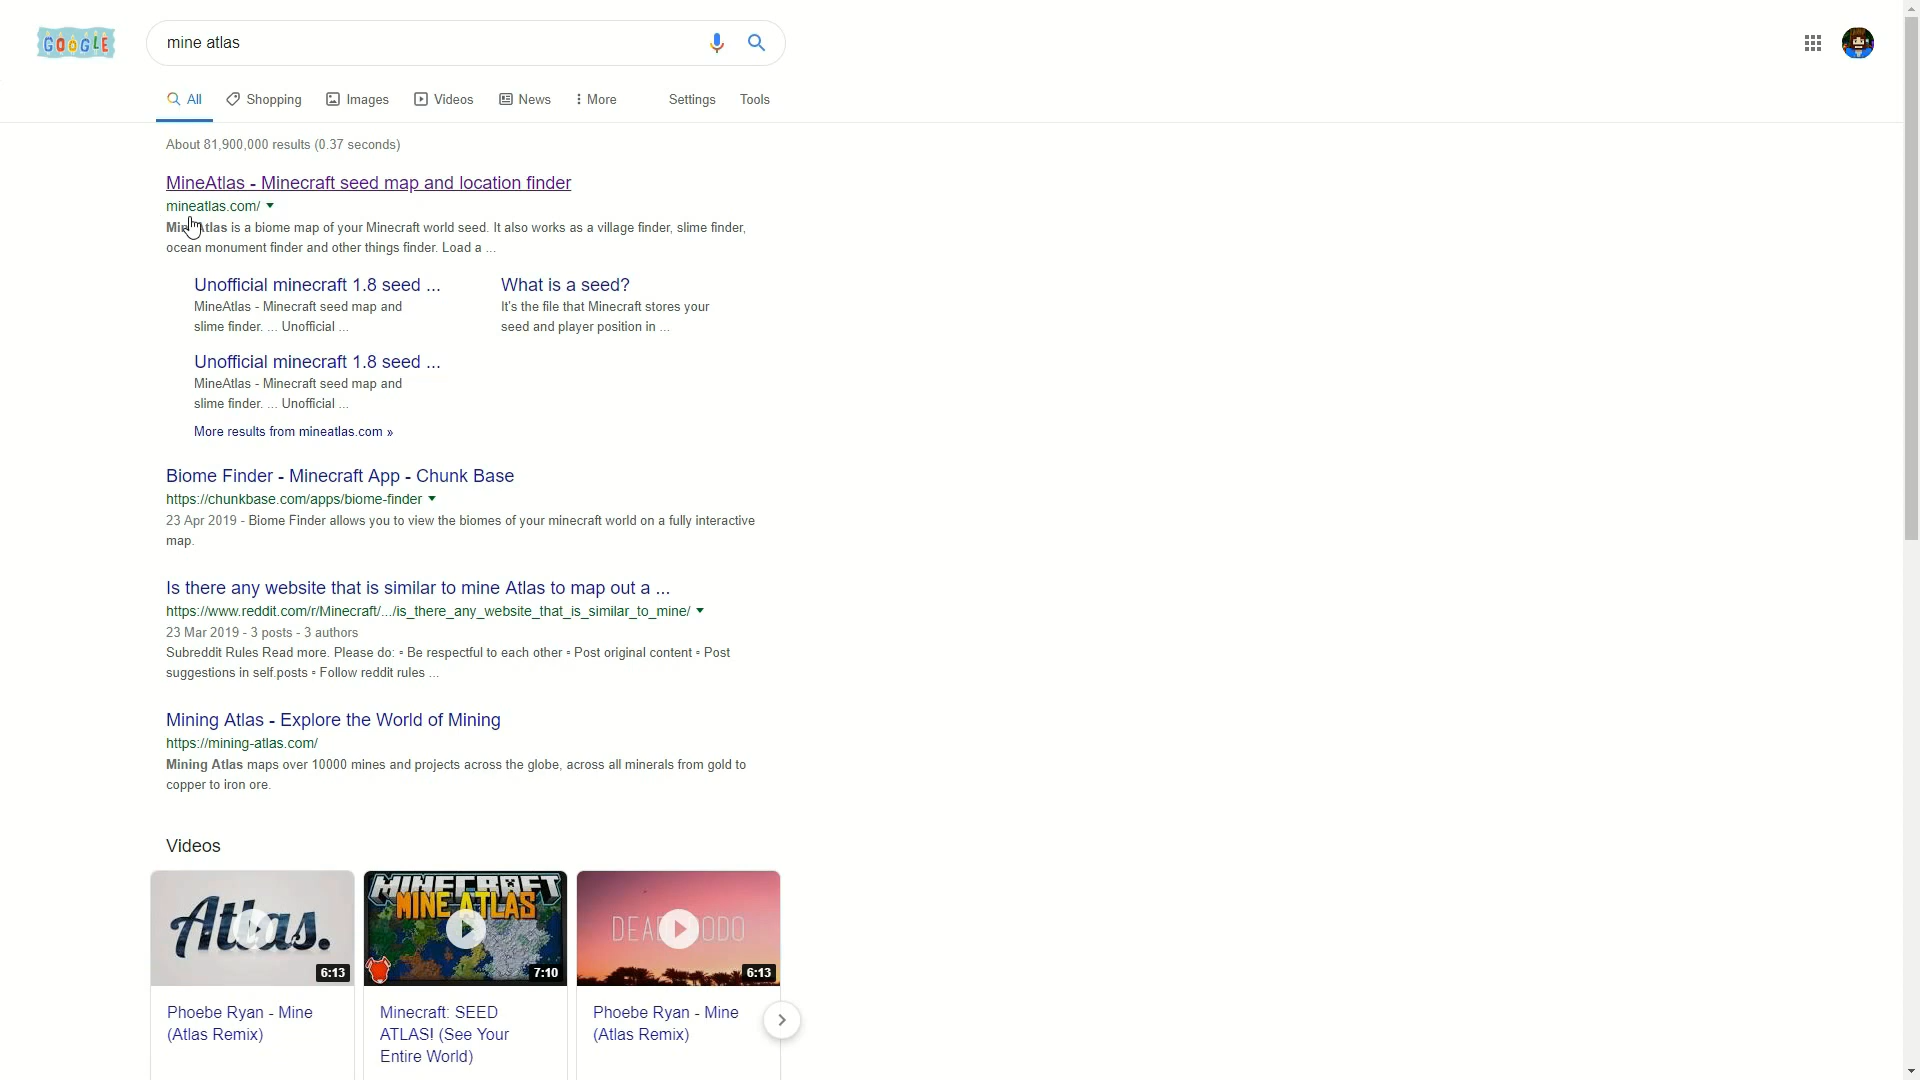 GOOGLE
mine atlas
All Shopping Images Videos News More Settings Tools
About 81,900,000 results (0.37 seconds)
MineAtlas - Minecraft seed map and location finder
mineatlas.com/
MineAtlas is a biome map of your Minecraft world seed. It also works as a village finder, slime finder,
ocean monument finder and other things finder. Load a ...
Unofficial minecraft 1.8 seed ...
MineAtlas - Minecraft seed map and
slime finder. ... Unofficial ...
What is a seed?
It's the file that Minecraft stores your
seed and player position in ...
Unofficial minecraft 1.8 seed ...
MineAtlas - Minecraft seed map and
slime finder. ... Unofficial ...
More results from mineatlas.com »
Biome Finder - Minecraft App - Chunk Base
https://chunkbase.com/apps/biome-finder
23 Apr 2019 - Biome Finder allows you to view the biomes of your minecraft world on a fully interactive
map.
Is there any website that is similar to mine Atlas to map out a ...
https://www.reddit.com/r/Minecraft/.../is_there_any_website_that_is_similar_to_mine/
23 Mar 2019 - 3 posts - 3 authors
Subreddit Rules Read more. Please do: ◦ Be respectful to each other ◦ Post original content ◦ Post
suggestions in self.posts ◦ Follow reddit rules ...
Mining Atlas - Explore the World of Mining
https://mining-atlas.com/
Mining Atlas maps over 10000 mines and projects across the globe, across all minerals from gold to
copper to iron ore.
Videos
Atlas.
6:13
MINECRAFT
MINE ATLAS
7:10
DEAD DODO
6:13
Phoebe Ryan - Mine
(Atlas Remix)
Minecraft: SEED
ATLAS! (See Your
Entire World)
Phoebe Ryan - Mine
(Atlas Remix)